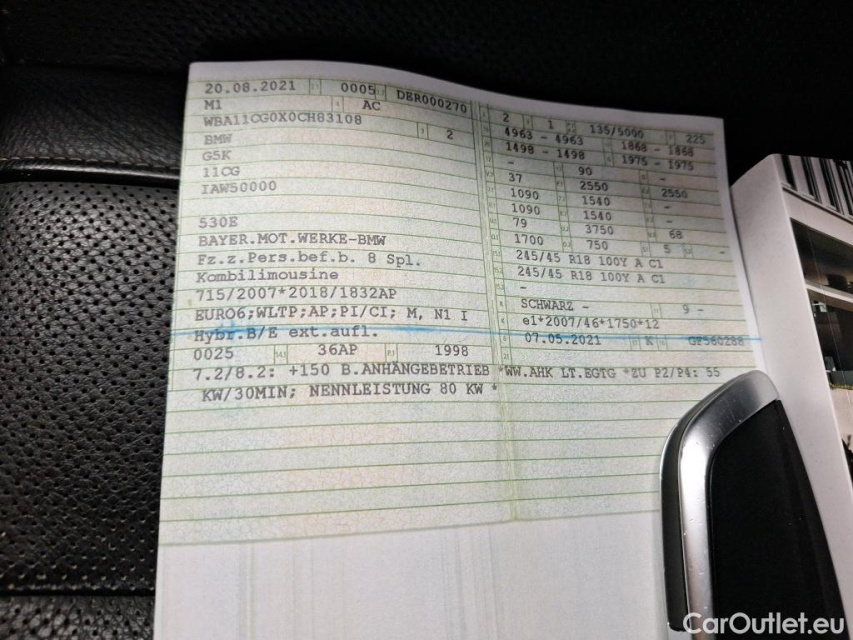 20.08.2021 0005 DER000270
M1 AC
WBA11CG0X0CH83108
BMW 2
G5K
11CG
IAW50000
530E
BAYER.MOT.WERKE-BMW
Fz.z.Pers.bef.b. 8 Spl.
Kombilimousine
715/2007*2018/1832AP
EURO6;WLTP;AP;PI/CI; M, N1 I
Hybr.B/E ext.aufl.
0025 36AP 1998
2 1 135/5000 225
4963 - 4963 1868 - 1868
1498 - 1498 1975 - 1975
- 90
37 2550 2550
1090 1540 -
1090 1540 -
79 3750 68
1700 750 5 -
245/45 R18 100Y A C1
245/45 R18 100Y A C1
-
SCHWARZ - 9 -
e1*2007/46*1750*12
07.05.2021 K GF560288
7.2/8.2: +150 B.ANHÄNGEBETRIEB *WW.AHK LT.EGTG *ZU P2/P4: 55
KW/30MIN; NENNLEISTUNG 80 KW *
CarOutlet.eu